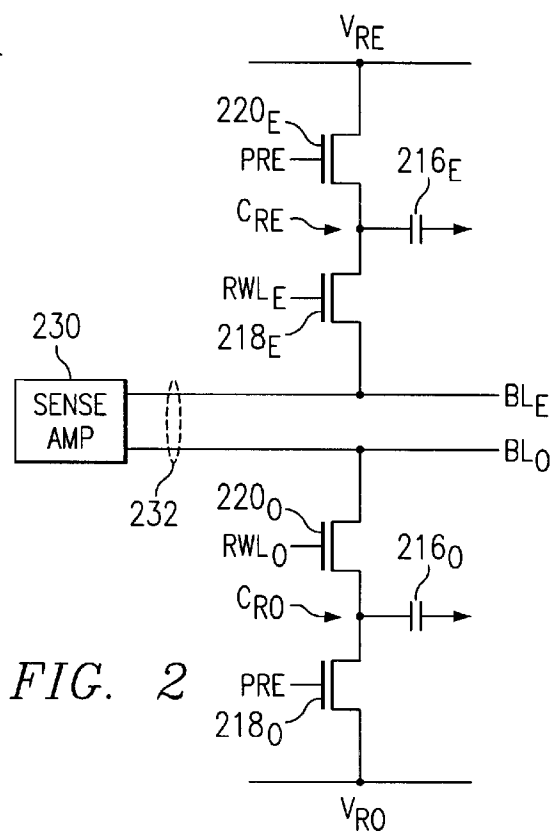 V_RE
220_E
PRE
216_E
C_RE
RWL_E
218_E
230
SENSE
AMP
BL_E
BL_O
232
220_O
RWL_O
216_O
C_RO
FIG. 2
PRE
218_O
V_RO